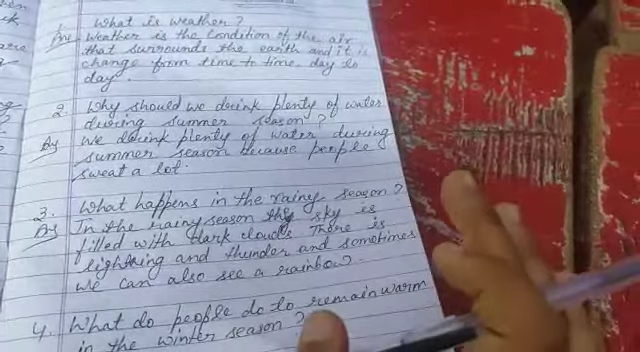 1. What is weather?
Ans Weather is the condition of the air
that surrounds the earth and it is
change from time to time, day to
day.
2. Why should we drink plenty of water
during summer season?
Ans We drink plenty of water during
summer season because people
sweat a lot.
3. What happens in the rainy season?
Ans In the rainy season the sky is
filled with dark clouds There is
lightning and thunder and sometimes
we can also see a rainbow.
4. What do people do to remain warm
in the winter season?